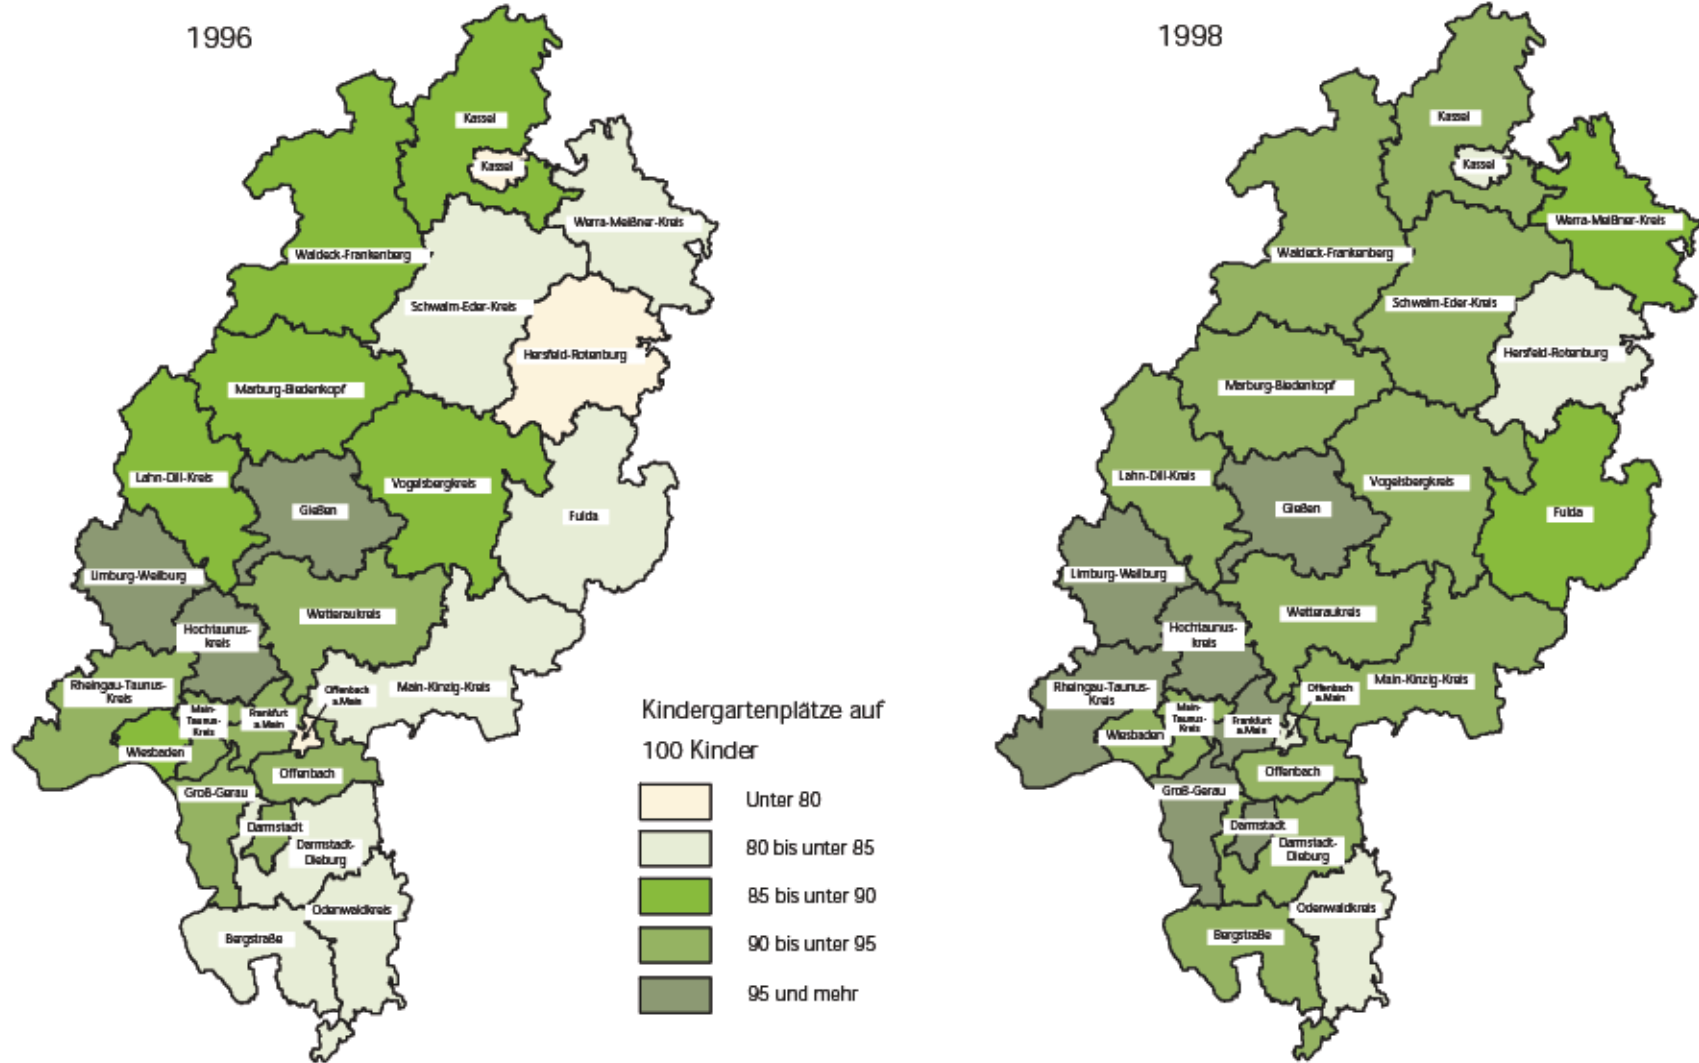 1996
Kassel
Kassel
Werra-Meißner-Kreis
Waldeck-Frankenberg
Schwalm-Eder-Kreis
Hersfeld-Rotenburg
Marburg-Biedenkopf
Lahn-Dill-Kreis
Vogelsbergkreis
Gießen
Fulda
Limburg-Weilburg
Wetteraukreis
Hochtaunus-
kreis
Rheingau-Taunus-
Kreis
Offenbach
a.Main
Main-Kinzig-Kreis
Main-
Taunus-
Kreis
Frankfurt
a.Main
Wiesbaden
Offenbach
Groß-Gerau
Darmstadt
Darmstadt-
Dieburg
Odenwaldkreis
Bergstraße
Kindergartenplätze auf
100 Kinder
Unter 80
80 bis unter 85
85 bis unter 90
90 bis unter 95
95 und mehr
1998
Kassel
Kassel
Werra-Meißner-Kreis
Waldeck-Frankenberg
Schwalm-Eder-Kreis
Hersfeld-Rotenburg
Marburg-Biedenkopf
Lahn-Dill-Kreis
Vogelsbergkreis
Gießen
Fulda
Limburg-Weilburg
Wetteraukreis
Hochtaunus-
kreis
Rheingau-Taunus-
Kreis
Offenbach
a.Main
Main-Kinzig-Kreis
Main-
Taunus-
Kreis
Frankfurt
a.Main
Wiesbaden
Offenbach
Groß-Gerau
Darmstadt
Darmstadt-
Dieburg
Odenwaldkreis
Bergstraße